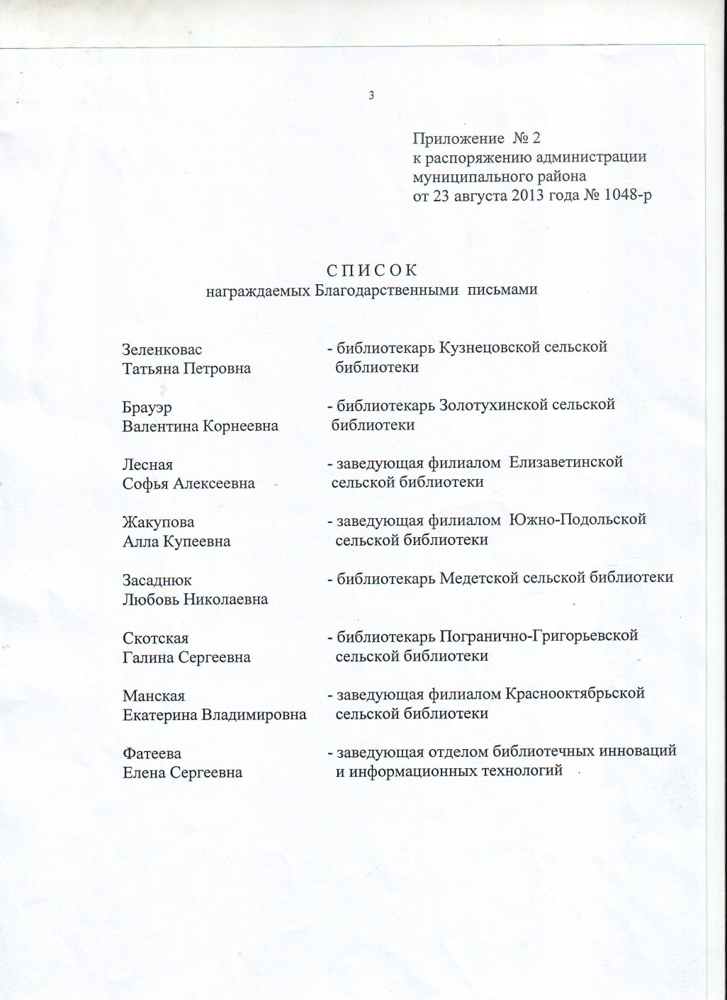 3
Приложение № 2
к распоряжению администрации
муниципального района
от 23 августа 2013 года № 1048-р
С П И С О К
награждаемых Благодарственными письмами
Зеленковас - библиотекарь Кузнецовской сельской
Татьяна Петровна библиотеки
Брауэр - библиотекарь Золотухинской сельской
Валентина Корнеевна библиотеки
Лесная - заведующая филиалом Елизаветинской
Софья Алексеевна сельской библиотеки
Жакупова - заведующая филиалом Южно-Подольской
Алла Купеевна сельской библиотеки
Засаднюк - библиотекарь Медетской сельской библиотеки
Любовь Николаевна
Скотская - библиотекарь Погранично-Григорьевской
Галина Сергеевна сельской библиотеки
Манская - заведующая филиалом Краснооктябрьской
Екатерина Владимировна сельской библиотеки
Фатеева - заведующая отделом библиотечных инноваций
Елена Сергеевна и информационных технологий